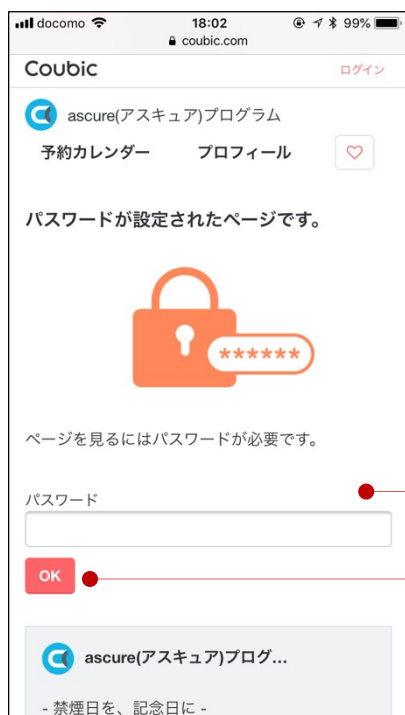 docomo 18:02 99%
coubic.com
Coubic ログイン
ascure(アスキュア)プログラム
予約カレンダー プロフィール
パスワードが設定されたページです。
******
ページを見るにはパスワードが必要です。
パスワード
OK
ascure(アスキュア)プログ...
- 禁煙日を、記念日に -